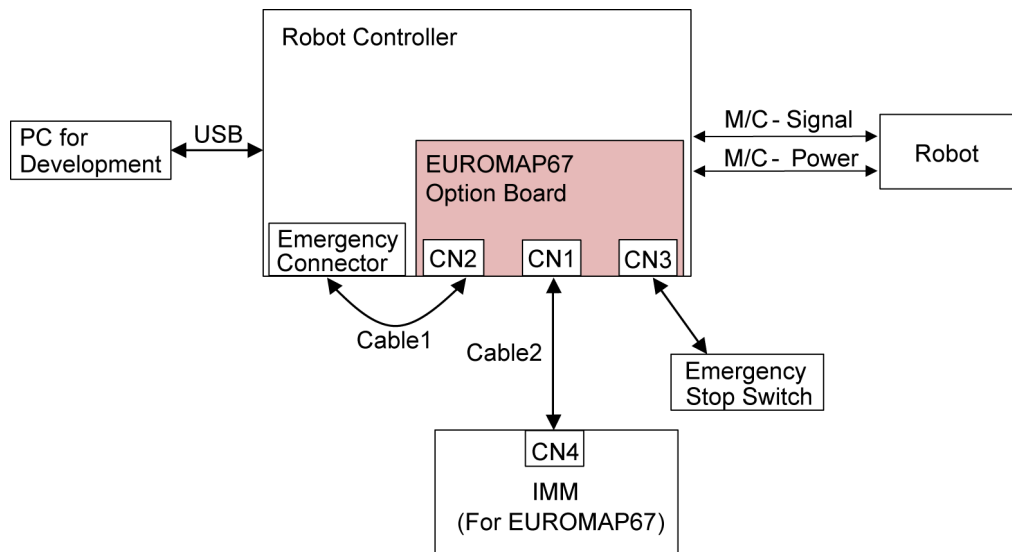 Robot Controller
PC for
Development
USB
M/C - Signal
M/C - Power
Robot
EUROMAP67
Option Board
Emergency
Connector
CN2
CN1
CN3
Cable1
Cable2
Emergency
Stop Switch
CN4
IMM
(For EUROMAP67)